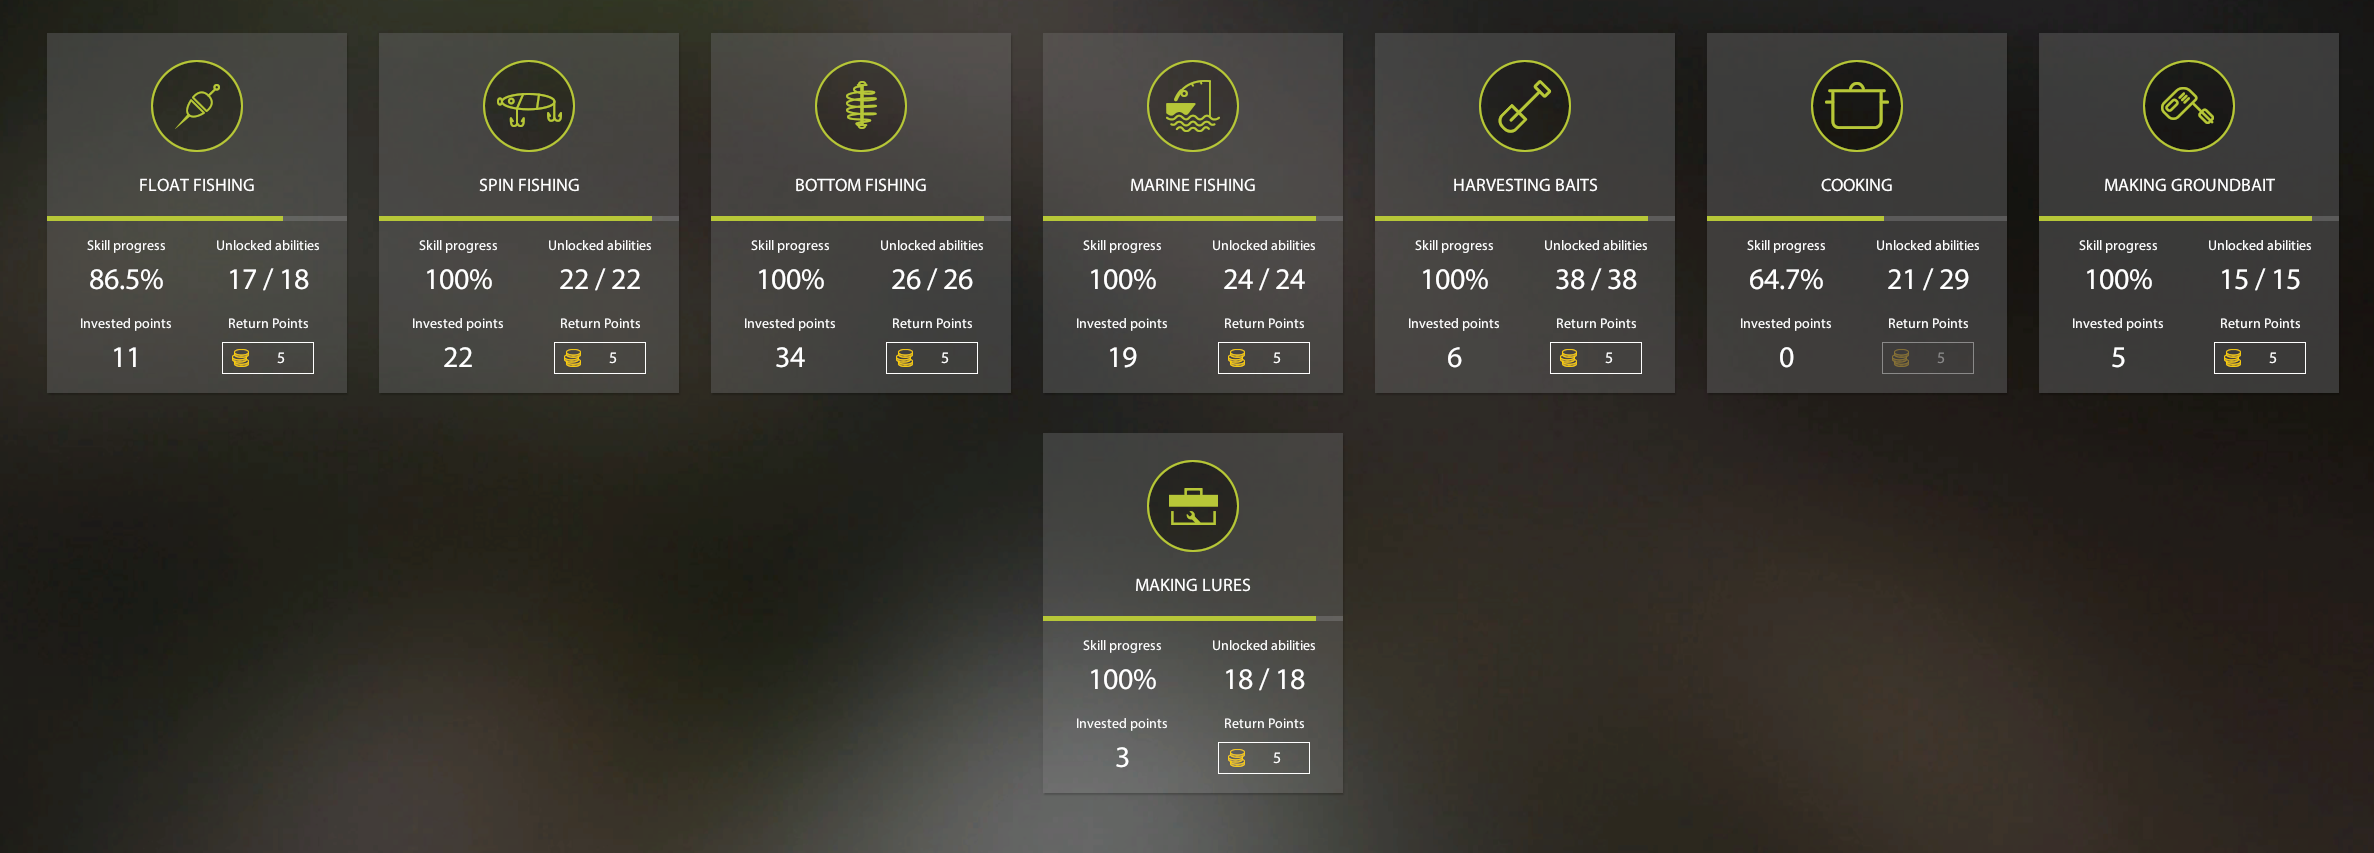 FLOAT FISHING
Skill progress Unlocked abilities
86.5% 17 / 18
Invested points Return Points
11 5
SPIN FISHING
Skill progress Unlocked abilities
100% 22 / 22
Invested points Return Points
22 5
BOTTOM FISHING
Skill progress Unlocked abilities
100% 26 / 26
Invested points Return Points
34 5
MARINE FISHING
Skill progress Unlocked abilities
100% 24 / 24
Invested points Return Points
19 5
HARVESTING BAITS
Skill progress Unlocked abilities
100% 38 / 38
Invested points Return Points
6 5
COOKING
Skill progress Unlocked abilities
64.7% 21 / 29
Invested points Return Points
0 5
MAKING GROUNDBAIT
Skill progress Unlocked abilities
100% 15 / 15
Invested points Return Points
5 5
MAKING LURES
Skill progress Unlocked abilities
100% 18 / 18
Invested points Return Points
3 5